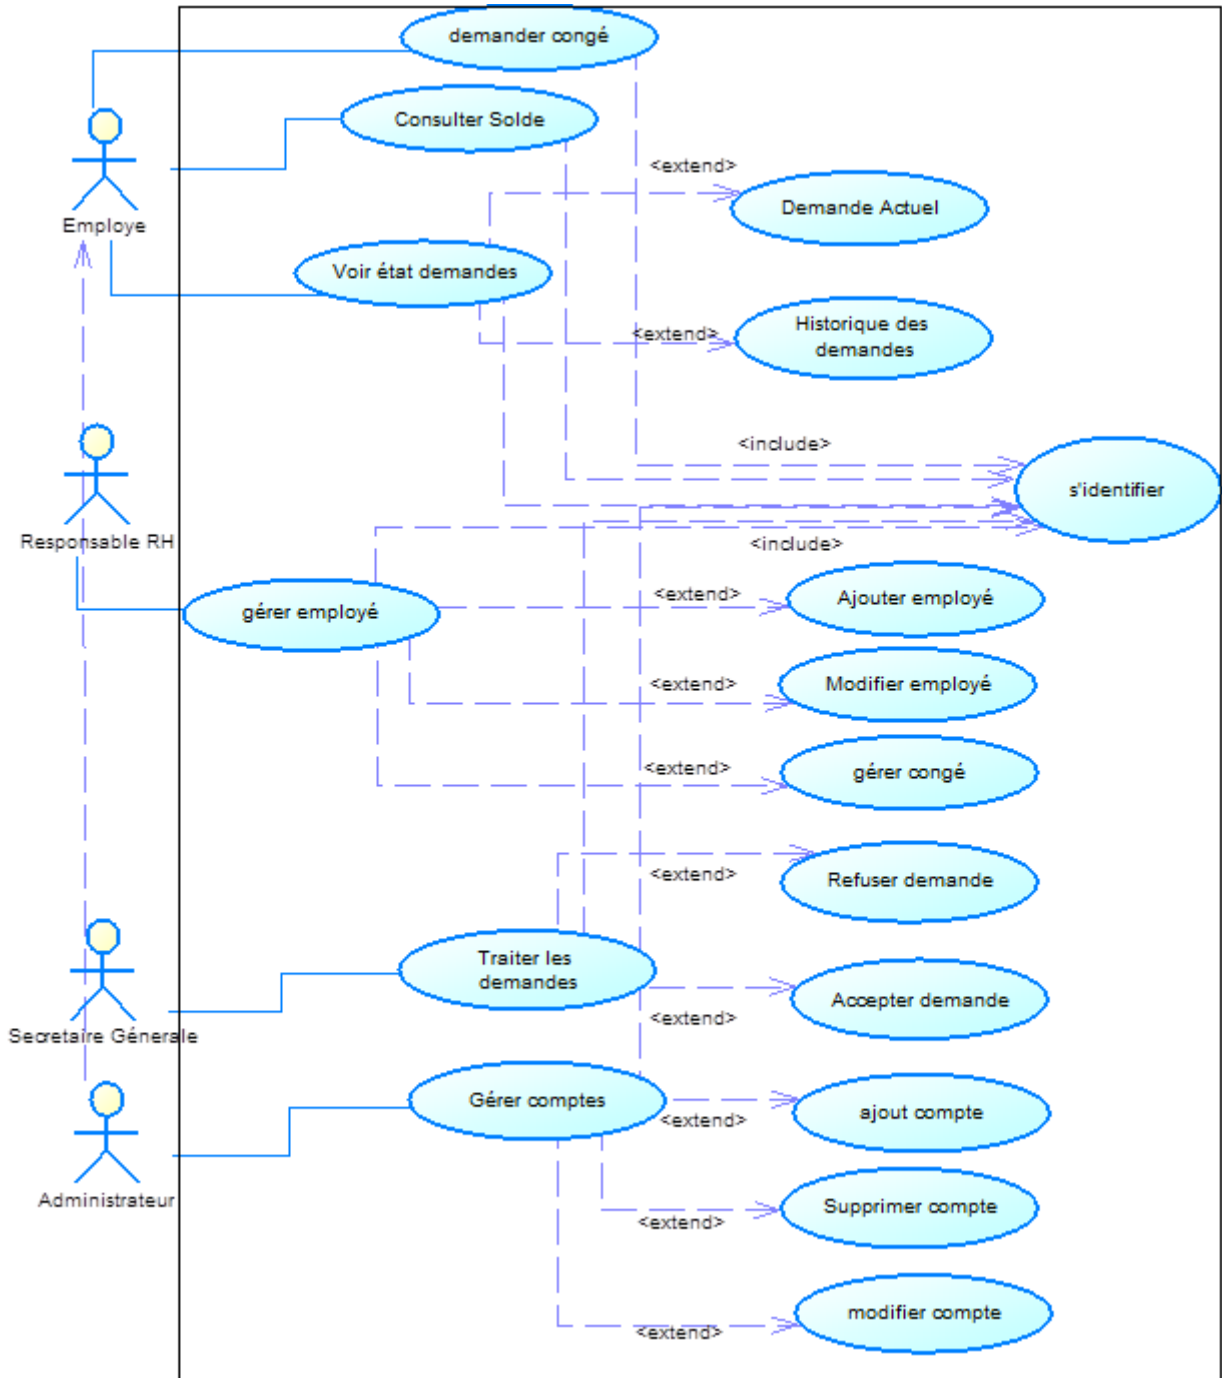 demander congé
Consulter Solde
<extend>
Demande Actuel
Employe
Voir état demandes
<extend>
Historique des
demandes
<include>
s'identifier
Responsable RH
<include>
gérer employé
<extend>
Ajouter employé
<extend>
Modifier employé
<extend>
gérer congé
<extend>
Refuser demande
Traiter les
demandes
Accepter demande
<extend>
Secretaire Génerale
Gérer comptes
<extend>
ajout compte
Administrateur
Supprimer compte
<extend>
modifier compte
<extend>